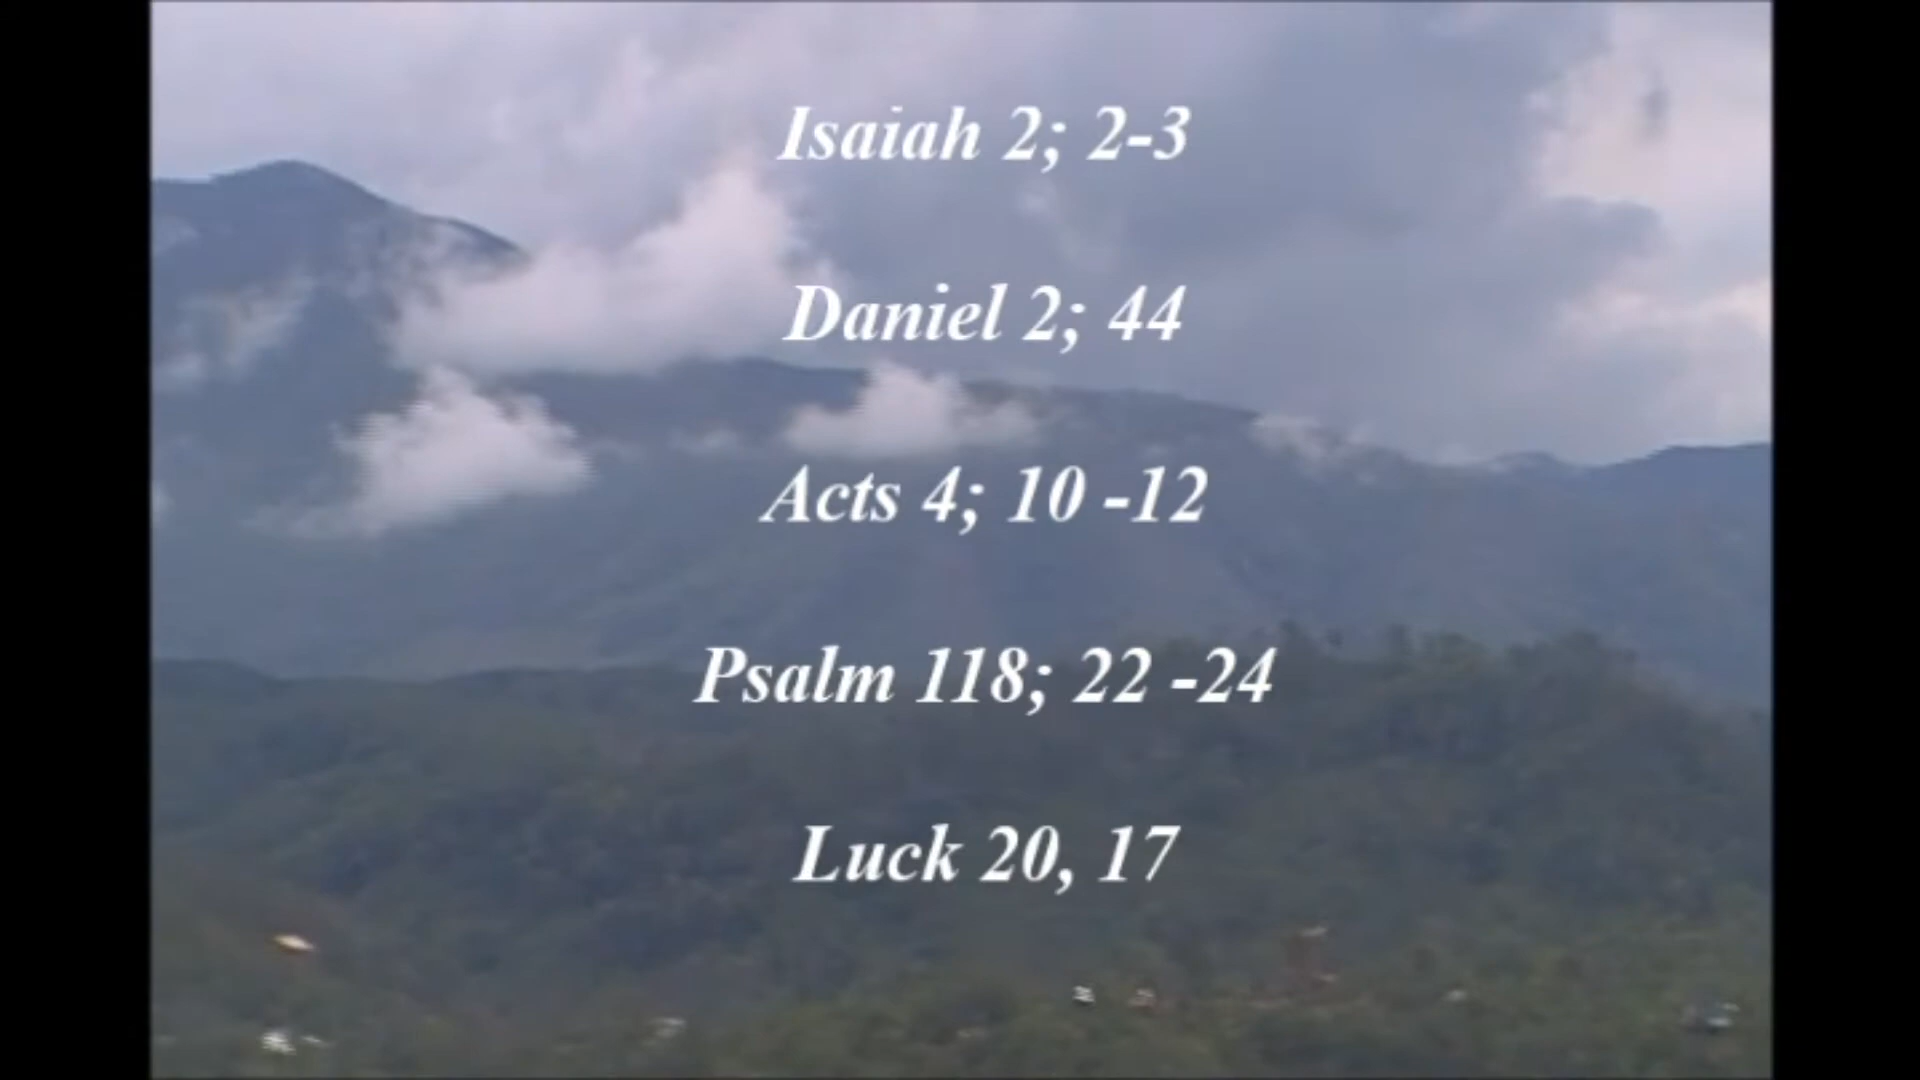 Isaiah 2; 2-3
Daniel 2; 44
Acts 4; 10 -12
Psalm 118; 22 -24
Luck 20, 17